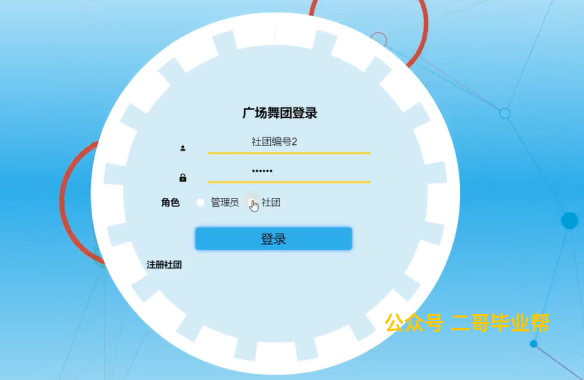 广场舞团登录
社团编号2
••••••
角色 管理员 社团
登录
注册社团
公众号 二哥毕业帮